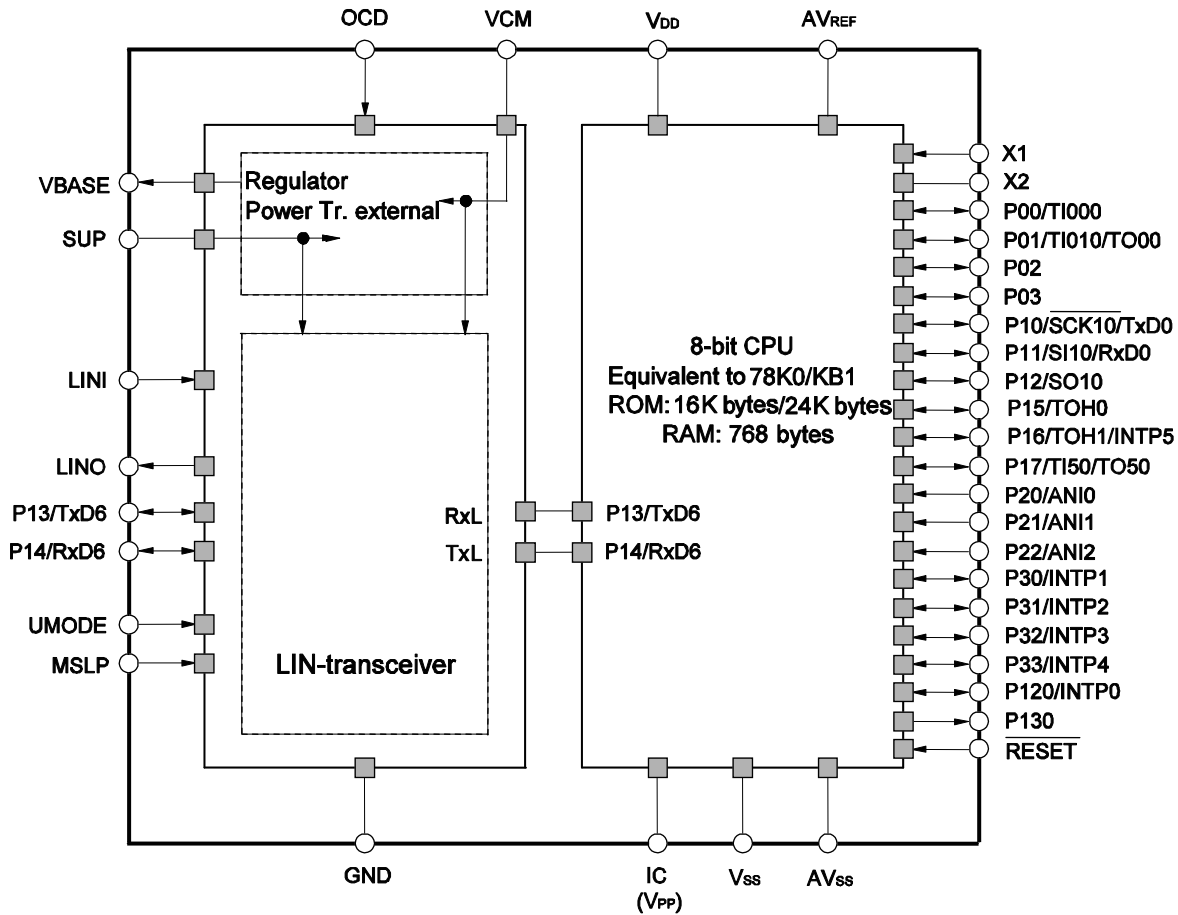 OCD
VCM
VDD
AVREF
VBASE
SUP
LINI
LINO
P13/TxD6
P14/RxD6
UMODE
MSLP
Regulator
Power Tr. external
RxL
TxL
LIN-transceiver
P13/TxD6
P14/RxD6
8-bit CPU
Equivalent to 78K0/KB1
ROM: 16K bytes/24K bytes
RAM: 768 bytes
X1
X2
P00/TI000
P01/TI010/TO00
P02
P03
P10/SCK10/TxD0
P11/SI10/RxD0
P12/SO10
P15/TOH0
P16/TOH1/INTP5
P17/TI50/TO50
P20/ANI0
P21/ANI1
P22/ANI2
P30/INTP1
P31/INTP2
P32/INTP3
P33/INTP4
P120/INTP0
P130
RESET
GND
IC
(VPP)
VSS
AVSS